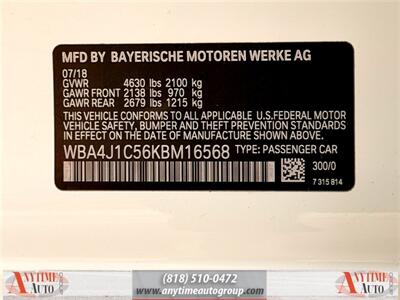 MFD BY BAYERISCHE MOTOREN WERKE AG
07/18
GVWR 4630 lbs 2100 kg
GAWR FRONT 2138 lbs 970 kg
GAWR REAR 2679 lbs 1215 kg
THIS VEHICLE CONFORMS TO ALL APPLICABLE U.S.FEDERAL MOTOR
VEHICLE SAFETY, BUMPER, AND THEFT PREVENTION STANDARDS IN
EFFECT ON THE DATE OF MANUFACTURE SHOWN ABOVE.
WBA4J1C56KBM16568 TYPE: PASSENGER CAR
300/0
7 315 814
ANYTIME AUTO
(818) 510-0472
www.anytimeautogroup.com
ANYTIME AUTO